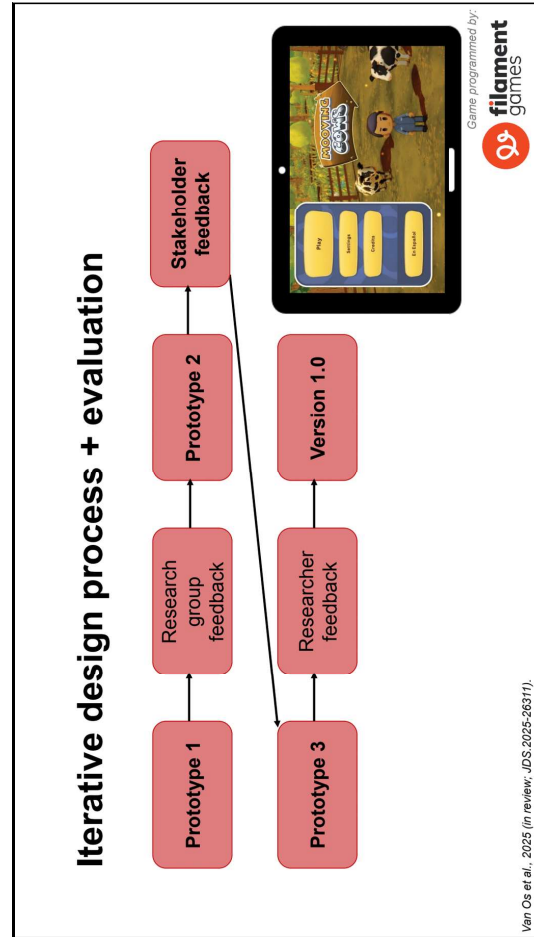 Iterative design process + evaluation
Prototype 1
Research
group
feedback
Prototype 2
Stakeholder
feedback
Prototype 3
Researcher
feedback
Version 1.0
MOOVING
COWS
Play
Settings
Credits
En Español
Game programmed by:
filament
games
Van Os et al., 2025 (in review; JDS.2025-26311).